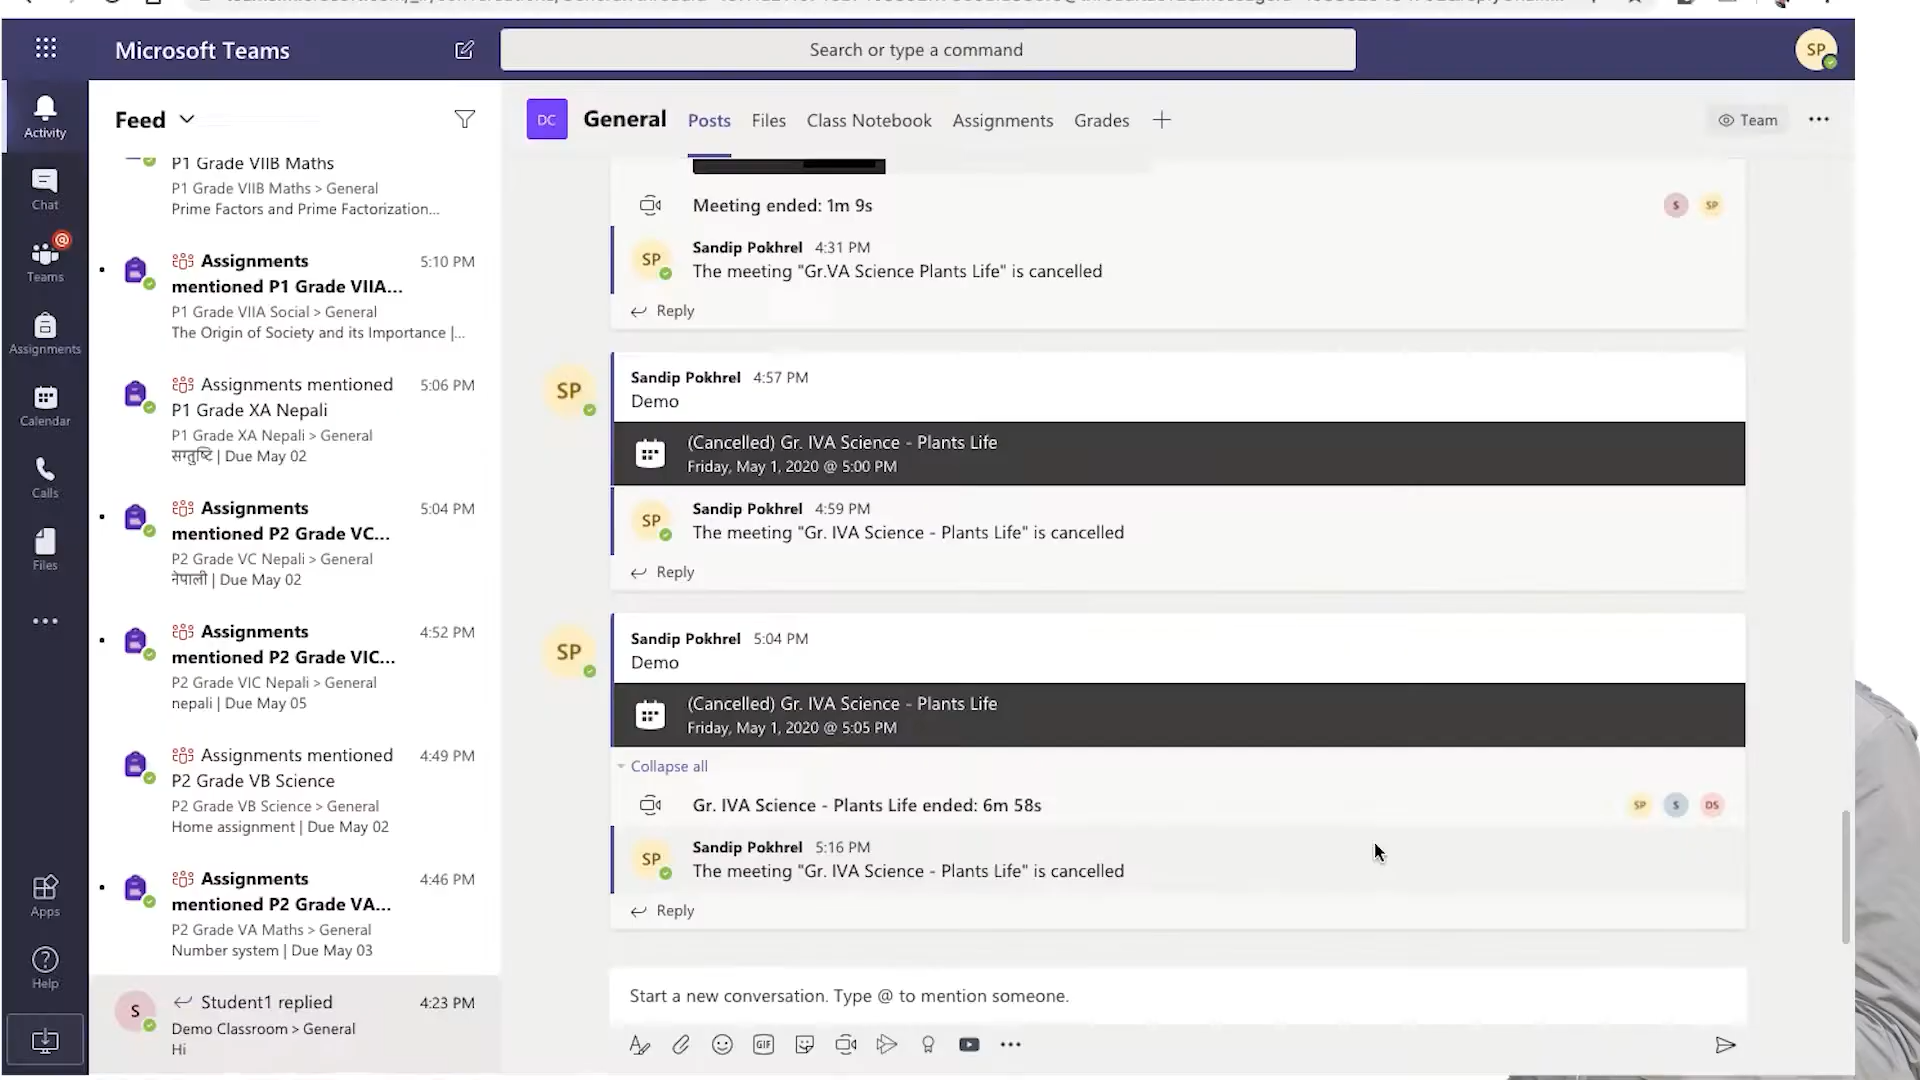 Microsoft Teams
Search or type a command
SP
Activity
Chat
Teams
Assignments
Calendar
Calls
Files
Apps
Help
Feed
P1 Grade VIIB Maths
P1 Grade VIIB Maths > General
Prime Factors and Prime Factorization...
Assignments 5:10 PM
mentioned P1 Grade VIIA...
P1 Grade VIIA Social > General
The Origin of Society and its Importance |...
Assignments mentioned 5:06 PM
P1 Grade XA Nepali
P1 Grade XA Nepali > General
| Due May 02
Assignments 5:04 PM
mentioned P2 Grade VC...
P2 Grade VC Nepali > General
नेपाली | Due May 02
Assignments 4:52 PM
mentioned P2 Grade VIC...
P2 Grade VIC Nepali > General
nepali | Due May 05
Assignments mentioned 4:49 PM
P2 Grade VB Science
P2 Grade VB Science > General
Home assignment | Due May 02
Assignments 4:46 PM
mentioned P2 Grade VA...
P2 Grade VA Maths > General
Number system | Due May 03
S Student1 replied 4:23 PM
Demo Classroom > General
Hi
DC General Posts Files Class Notebook Assignments Grades Team
Meeting ended: 1m 9s S SP
SP Sandip Pokhrel 4:31 PM
The meeting "Gr.VA Science Plants Life" is cancelled
Reply
SP Sandip Pokhrel 4:57 PM
Demo
(Cancelled) Gr. IVA Science - Plants Life
Friday, May 1, 2020 @ 5:00 PM
SP Sandip Pokhrel 4:59 PM
The meeting "Gr. IVA Science - Plants Life" is cancelled
Reply
SP Sandip Pokhrel 5:04 PM
Demo
(Cancelled) Gr. IVA Science - Plants Life
Friday, May 1, 2020 @ 5:05 PM
Collapse all
Gr. IVA Science - Plants Life ended: 6m 58s SP S DS
SP Sandip Pokhrel 5:16 PM
The meeting "Gr. IVA Science - Plants Life" is cancelled
Reply
Start a new conversation. Type @ to mention someone.
GIF